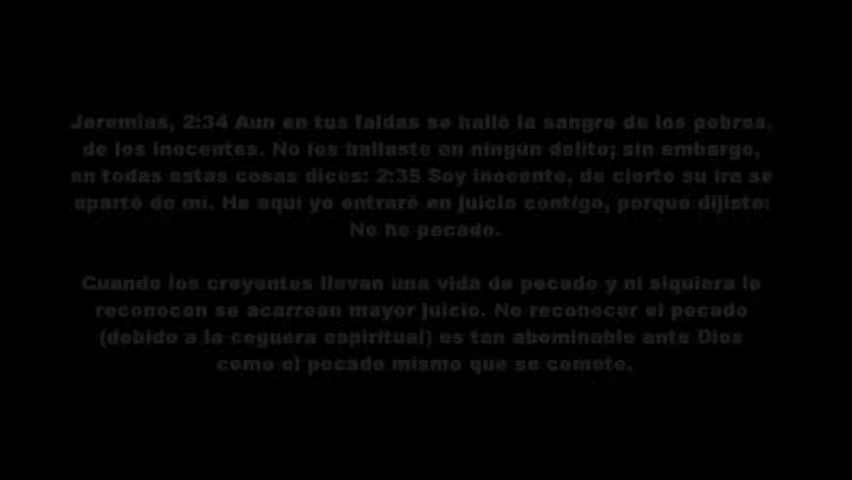 Jeremías, 2:34 Aun en tus faldas se halló la sangre de los pobres,
de los inocentes. No los hallaste en ningún delito; sin embargo,
en todas estas cosas dices: 2:35 Soy inocente, de cierto su ira se
apartó de mí. He aquí yo entraré en juicio contigo, porque dijiste:
No he pecado.
Cuando los creyentes llevan una vida de pecado y ni siquiera lo
reconocen se acarrean mayor juicio. No reconocer el pecado
(debido a la ceguera espiritual) es tan abominable ante Dios
como el pecado mismo que se comete.